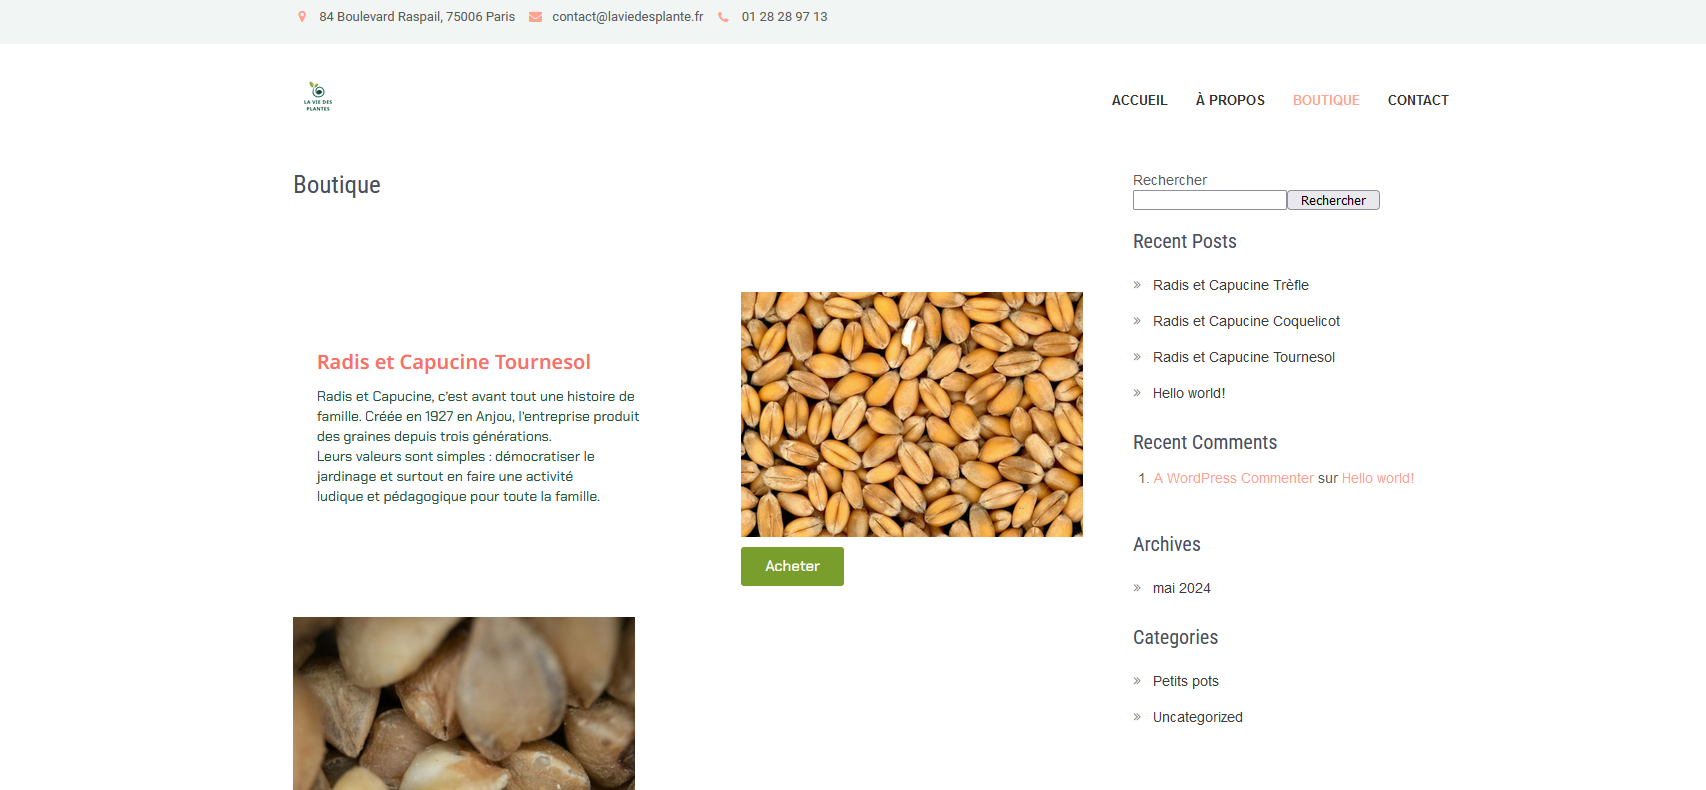 84 Boulevard Raspail, 75006 Paris contact@laviedesplante.fr 01 28 28 97 13
LA VIE DES
PLANTES
ACCUEIL À PROPOS BOUTIQUE CONTACT
Boutique
Radis et Capucine Tournesol
Radis et Capucine, c'est avant tout une histoire de
famille. Créée en 1927 en Anjou, l'entreprise produit
des graines depuis trois générations.
Leurs valeurs sont simples : démocratiser le
jardinage et surtout en faire une activité
ludique et pédagogique pour toute la famille.
Acheter
Rechercher
Rechercher
Recent Posts
Radis et Capucine Trèfle
Radis et Capucine Coquelicot
Radis et Capucine Tournesol
Hello world!
Recent Comments
1. A WordPress Commenter sur Hello world!
Archives
mai 2024
Categories
Petits pots
Uncategorized